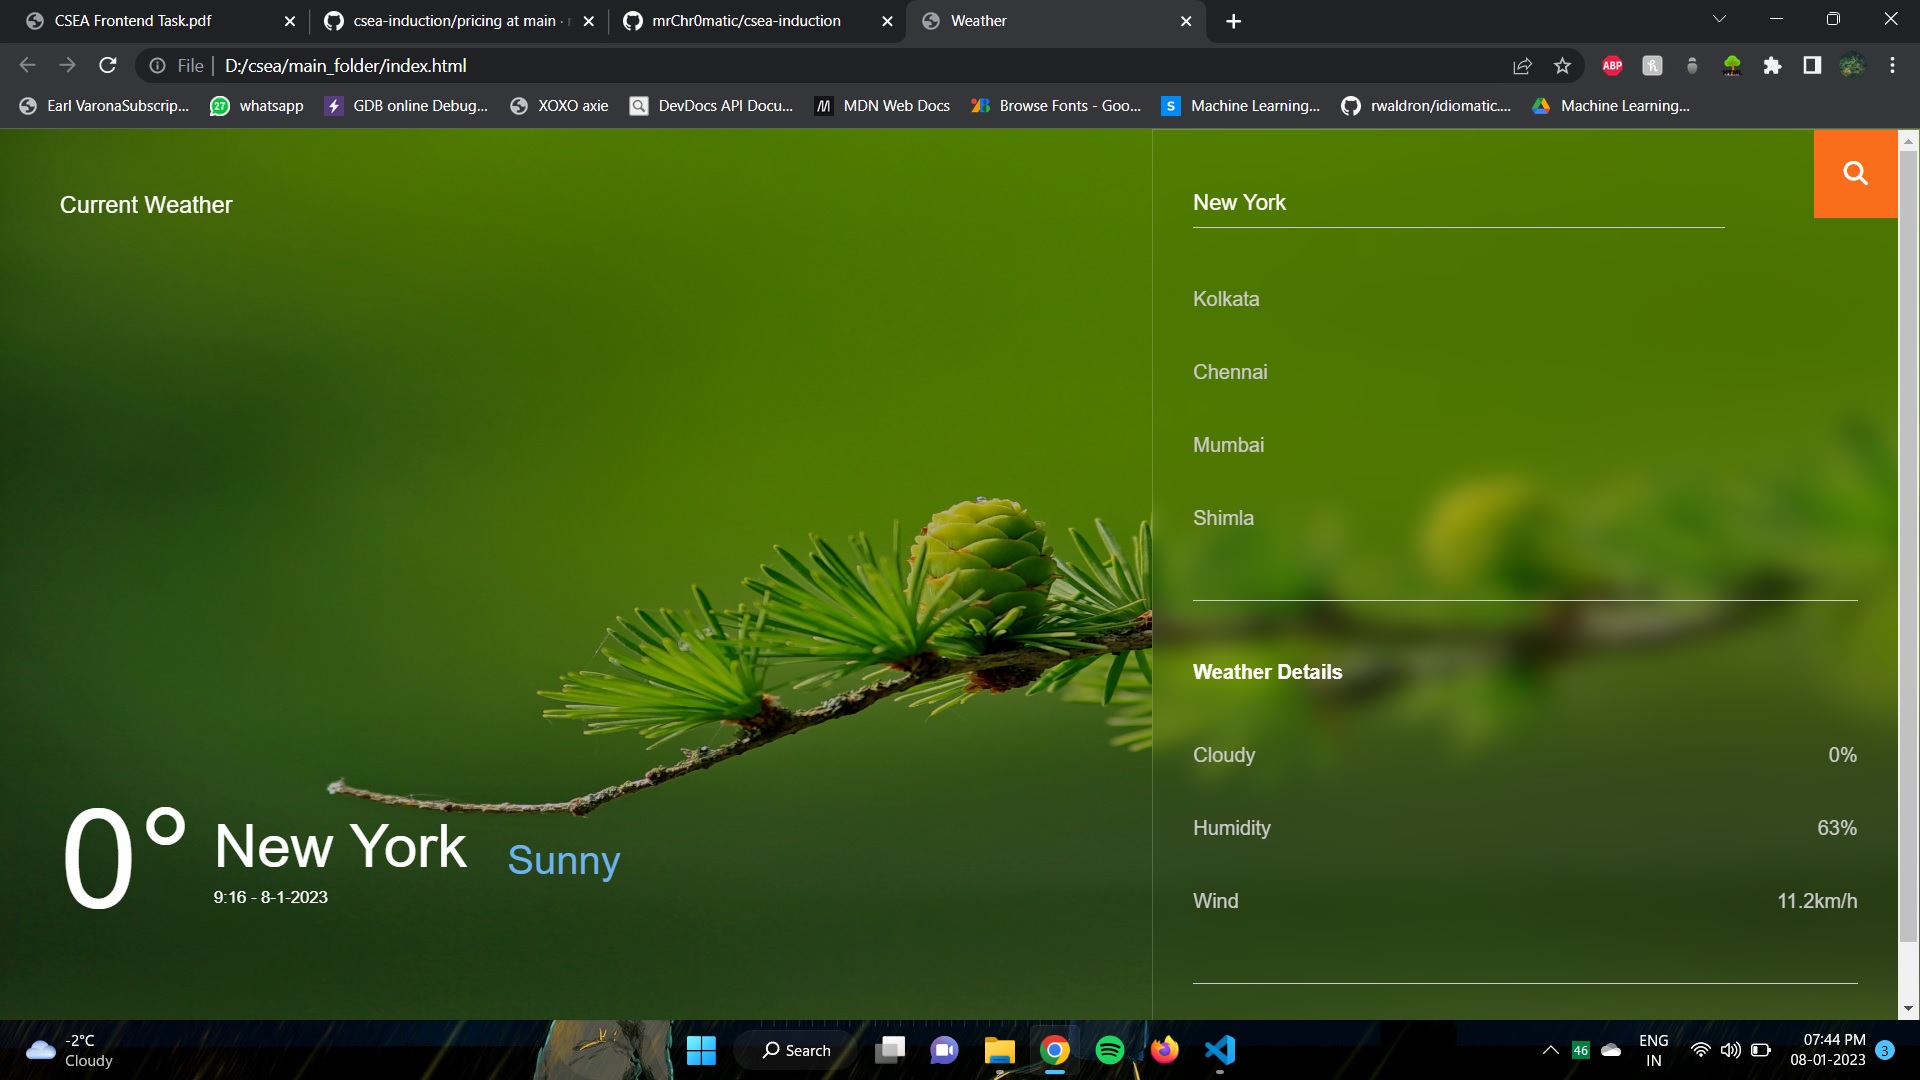 CSEA Frontend Task.pdf
csea-induction/pricing at main ·
mrChr0matic/csea-induction
Weather
File
D:/csea/main_folder/index.html
ABP
Earl VaronaSubscrip...
27
whatsapp
GDB online Debug...
XOXO axie
DevDocs API Docu...
MDN Web Docs
Browse Fonts - Goo...
S
Machine Learning...
rwaldron/idiomatic....
Machine Learning...
Current Weather
New York
Kolkata
Chennai
Mumbai
Shimla
Weather Details
Cloudy 0%
Humidity 63%
Wind 11.2km/h
0°
New York
Sunny
9:16 - 8-1-2023
-2°C
Cloudy
Search
46
ENG
IN
07:44 PM
08-01-2023
3